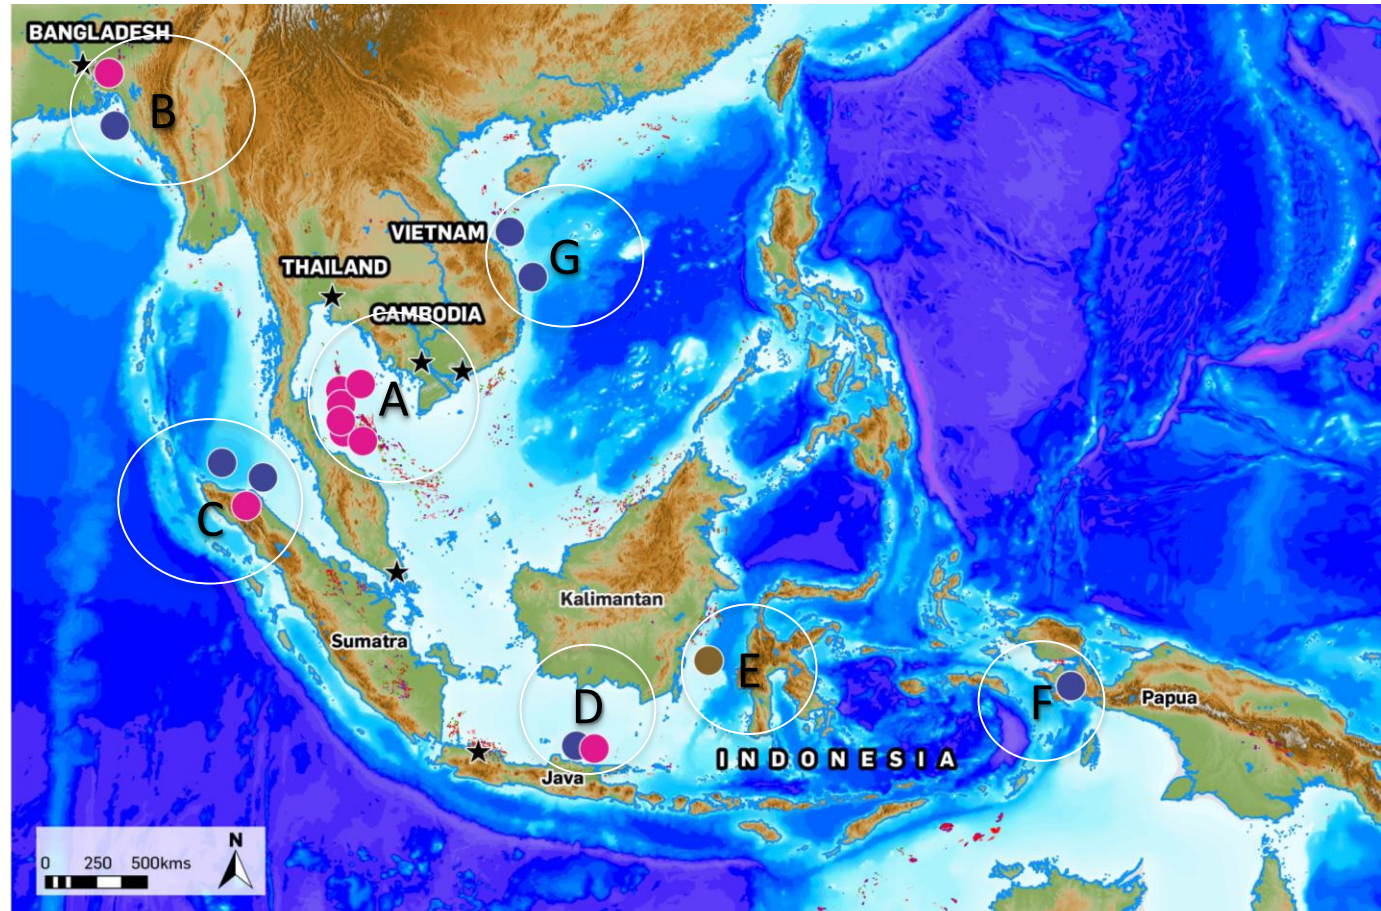 BANGLADESH
B
VIETNAM
G
THAILAND
CAMBODIA
A
C
Kalimantan
Sumatra
E
D
F
Papua
INDONESIA
Java
N
0 250 500kms